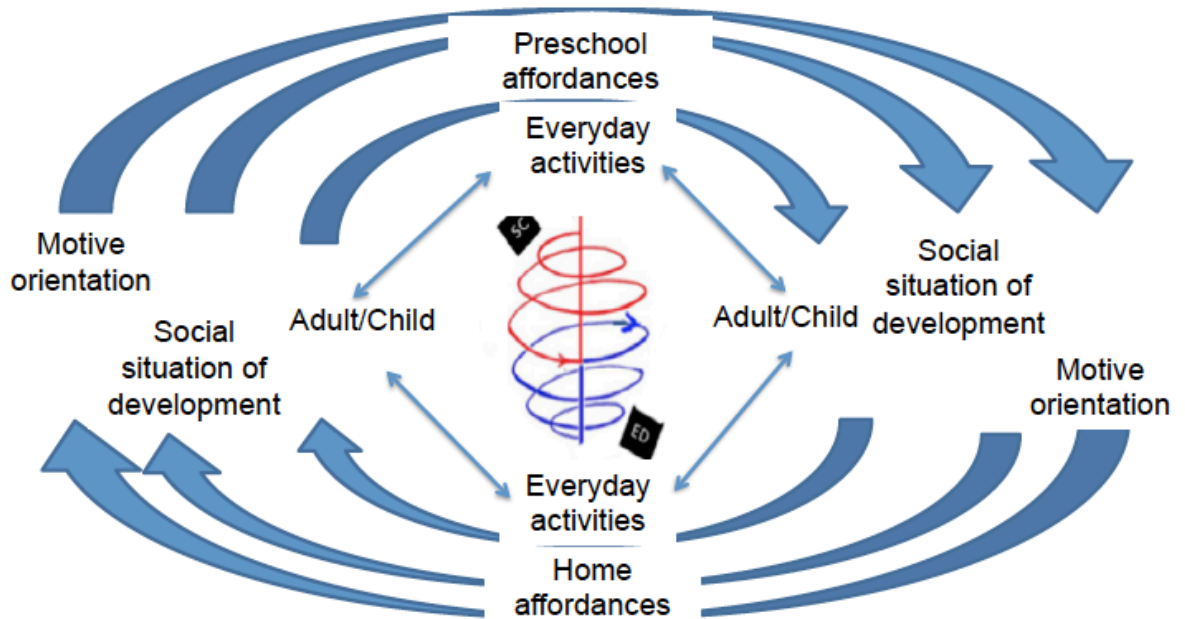 Preschool
affordances
Everyday
activities
SC
Motive
orientation
Social
situation of
development
Adult/Child
Adult/Child
Social
situation of
development
Motive
orientation
ED
Everyday
activities
Home
affordances